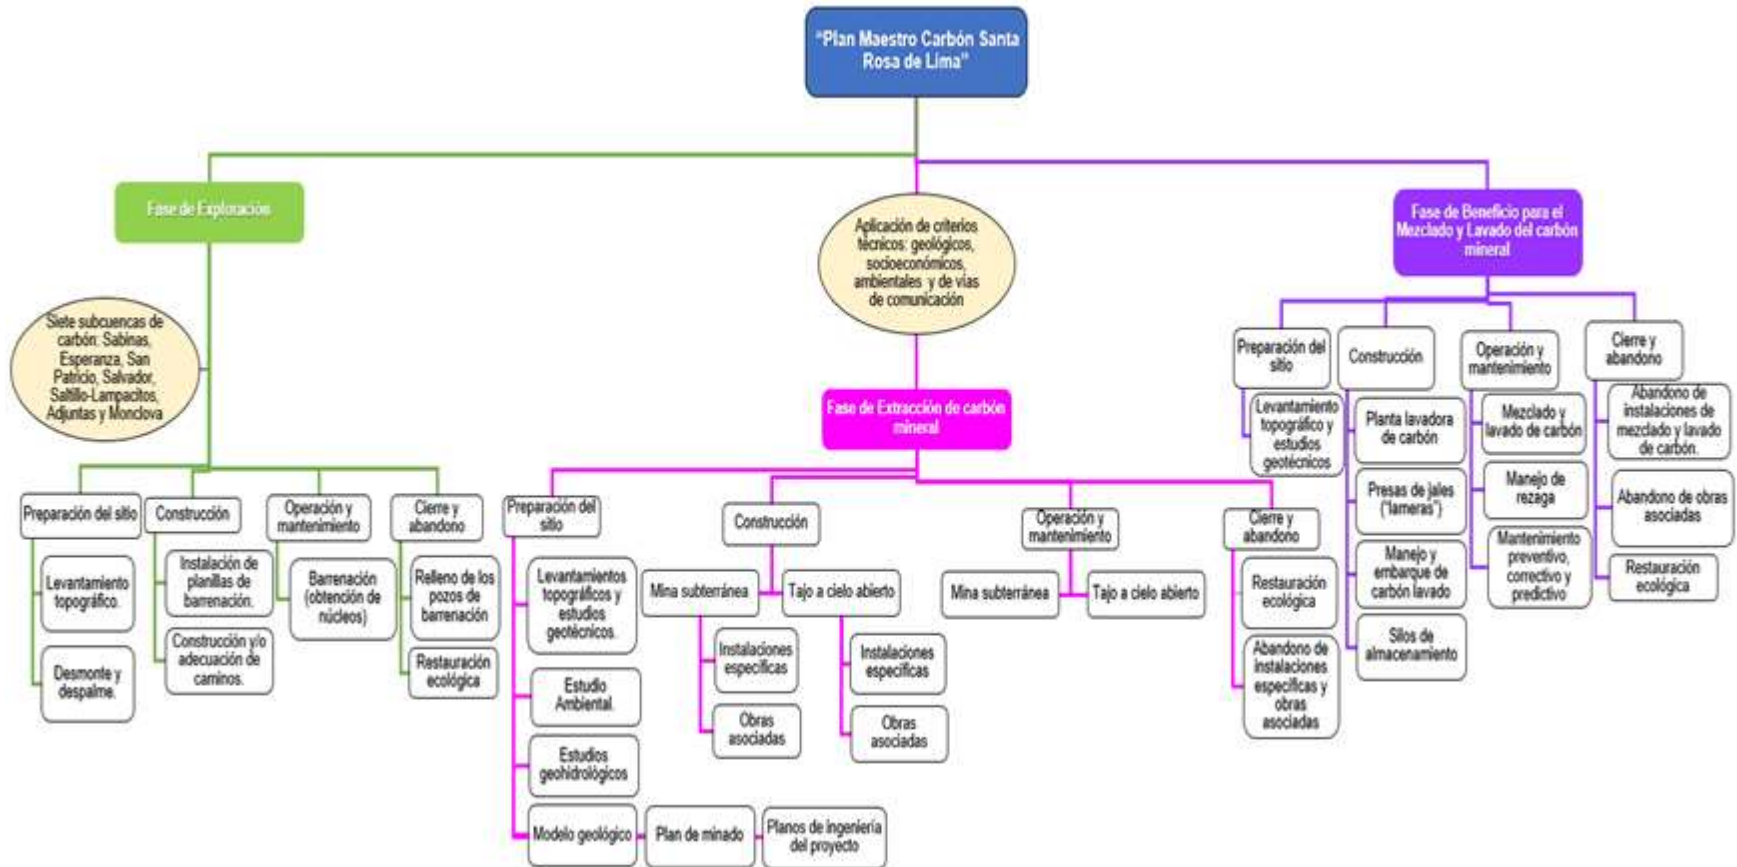 "Plan Maestro Carbón Santa
Rosa de Lima"
Fase de Exploración
Siete subcuencas de
carbón: Sabinas,
Esperanza, San
Patricio, Salvador,
Saltillo-Lampacitos,
Adjuntas y Monclova
Preparación del sitio
Levantamiento
topográfico.
Desmonte y
despalme.
Construcción
Instalación de
planillas de
barrenación.
Construcción y/o
adecuación de
caminos.
Operación y
mantenimiento
Barrenación
(obtención de
núcleos)
Cierre y
abandono
Relleno de los
pozos de
barrenación
Restauración
ecológica
Aplicación de criterios
técnicos: geológicos,
socioeconómicos,
ambientales y de vías
de comunicación
Fase de Extracción de carbón
mineral
Preparación del
sitio
Levantamientos
topográficos y
estudios
geotécnicos.
Estudio
Ambiental.
Estudios
geohidrológicos
Modelo geológico
Plan de minado
Planos de ingeniería
del proyecto
Construcción
Mina subterránea
Instalaciones
específicas
Obras
asociadas
Tajo a cielo abierto
Instalaciones
específicas
Obras
asociadas
Operación y
mantenimiento
Mina subterránea
Tajo a cielo abierto
Cierre y
abandono
Restauración
ecológica
Abandono de
instalaciones
específicas y
obras
asociadas
Fase de Beneficio para el
Mezclado y Lavado del carbón
mineral
Preparación del
sitio
Levantamiento
topográfico y
estudios
geotécnicos
Construcción
Planta lavadora
de carbón
Presas de jales
("lameras")
Manejo y
embarque de
carbón lavado
Silos de
almacenamiento
Operación y
mantenimiento
Mezclado y
lavado de carbón
Manejo de
rezaga
Mantenimiento
preventivo,
correctivo y
predictivo
Cierre y
abandono
Abandono de
instalaciones de
mezclado y lavado
de carbón.
Abandono de obras
asociadas
Restauración
ecológica